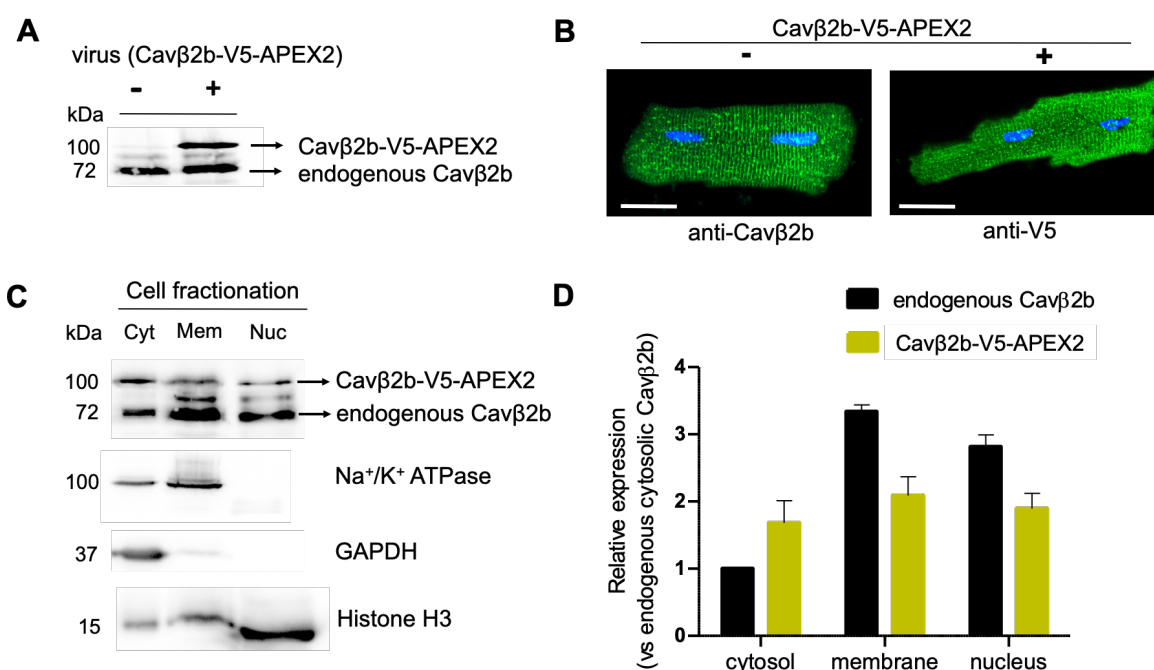 A
virus (Cavβ2b-V5-APEX2)
- +
kDa
100 Cavβ2b-V5-APEX2
72 endogenous Cavβ2b
B
Cavβ2b-V5-APEX2
- +
anti-Cavβ2b anti-V5
C
Cell fractionation
kDa Cyt Mem Nuc
100 Cavβ2b-V5-APEX2
72 endogenous Cavβ2b
100 Na⁺/K⁺ ATPase
37 GAPDH
15 Histone H3
D
endogenous Cavβ2b
Cavβ2b-V5-APEX2
Relative expression
(vs endogenous cytosolic Cavβ2b)
4
3
2
1
0
cytosol membrane nucleus